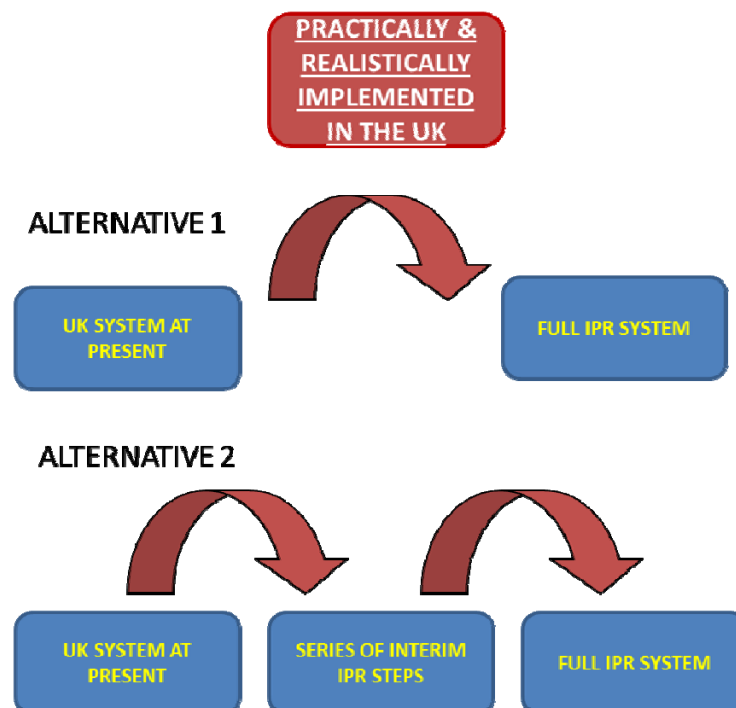 PRACTICALLY &
REALISTICALLY
IMPLEMENTED
IN THE UK
ALTERNATIVE 1
UK SYSTEM AT
PRESENT
FULL IPR SYSTEM
ALTERNATIVE 2
UK SYSTEM AT
PRESENT
SERIES OF INTERIM
IPR STEPS
FULL IPR SYSTEM